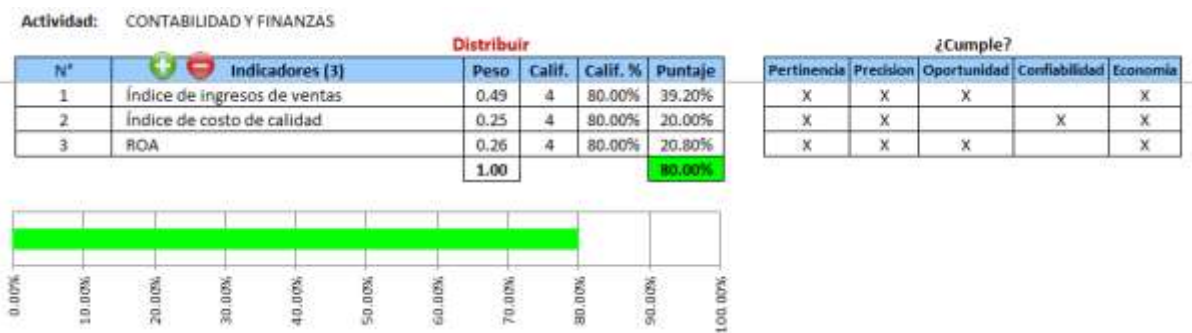 Actividad: CONTABILIDAD Y FINANZAS
Distribuir ¿Cumple?
N° Indicadores (3) Peso Calif. Calif. % Puntaje Pertinencia Precision Oportunidad Confiabilidad Economia
1 Índice de ingresos de ventas 0.49 4 80.00% 39.20% X X X X
2 Índice de costo de calidad 0.25 4 80.00% 20.00% X X X X
3 ROA 0.26 4 80.00% 20.80% X X X X
1.00 80.00%
0.00% 10.00% 20.00% 30.00% 40.00% 50.00% 60.00% 70.00% 80.00% 90.00% 100.00%